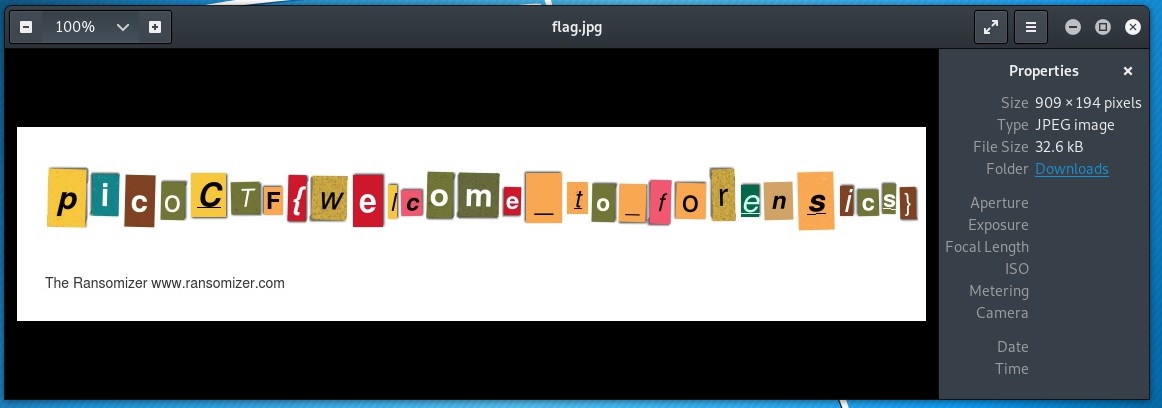 100%
flag.jpg
picoCTF{welcome_to_forensics}
The Ransomizer www.ransomizer.com
Properties
Size 909 × 194 pixels
Type JPEG image
File Size 32.6 kB
Folder Downloads
Aperture
Exposure
Focal Length
ISO
Metering
Camera
Date
Time